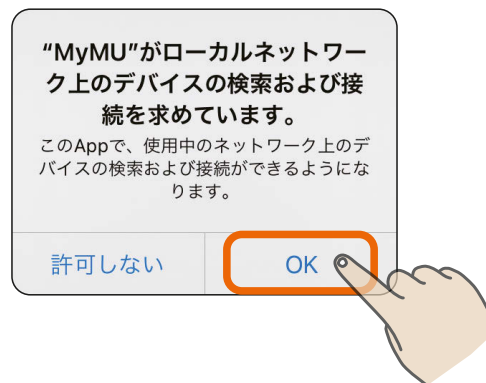 “MyMU”がローカルネットワー
ク上のデバイスの検索および接
続を求めています。
このAppで、使用中のネットワーク上のデ
バイスの検索および接続ができるようにな
ります。
許可しない
OK